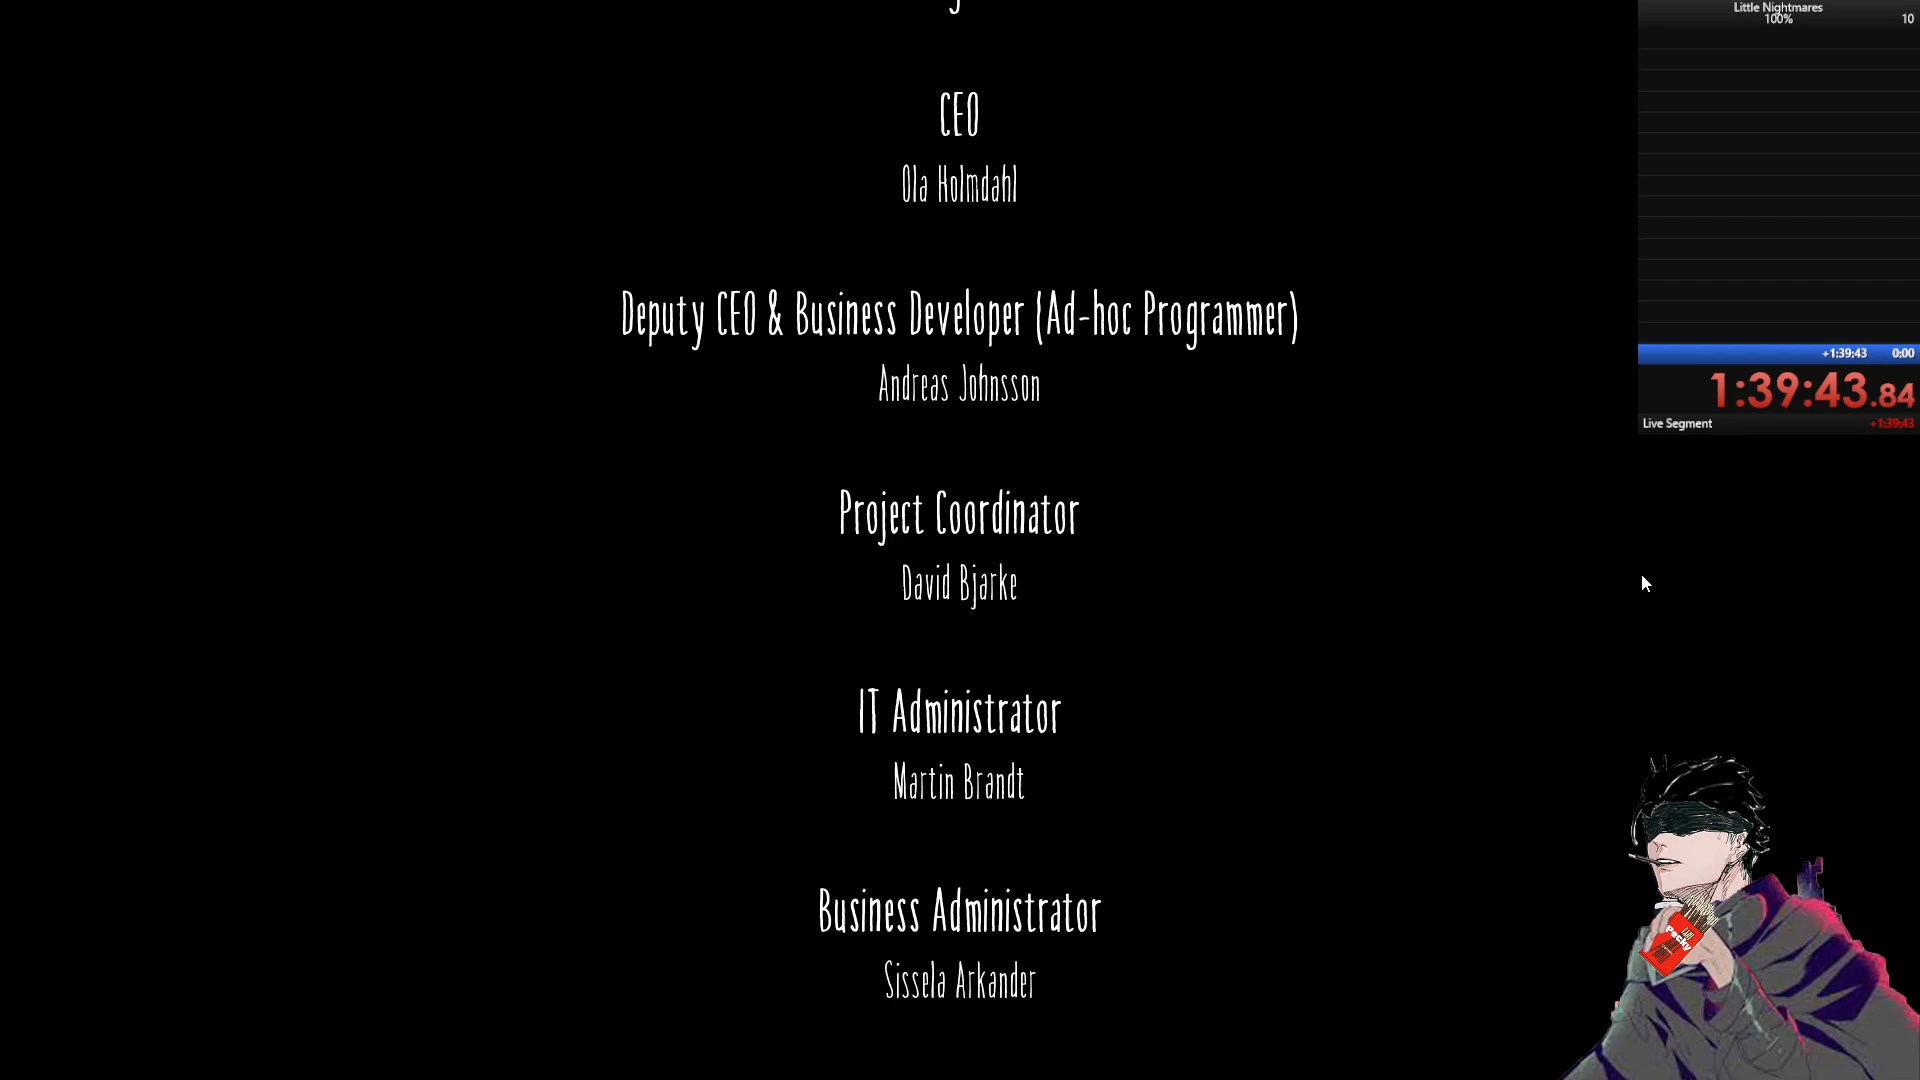 CEO
Ola Holmdahl
Deputy CEO & Business Developer (Ad-hoc Programmer)
Andreas Johnsson
Project Coordinator
David Bjarke
IT Administrator
Martin Brandt
Business Administrator
Sissela Arkander
Little Nightmares
100%
10
+1:39:43 0:00
1:39:43.84
Live Segment +1:39:43
Pocky